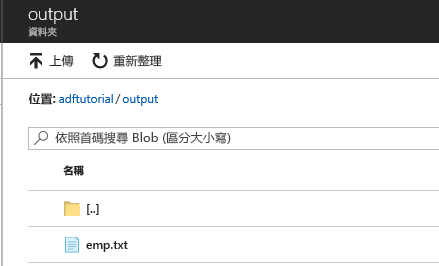 output
資料夾
上傳 重新整理
位置: adftutorial / output
依照首碼搜尋 Blob (區分大小寫)
名稱
[..]
emp.txt